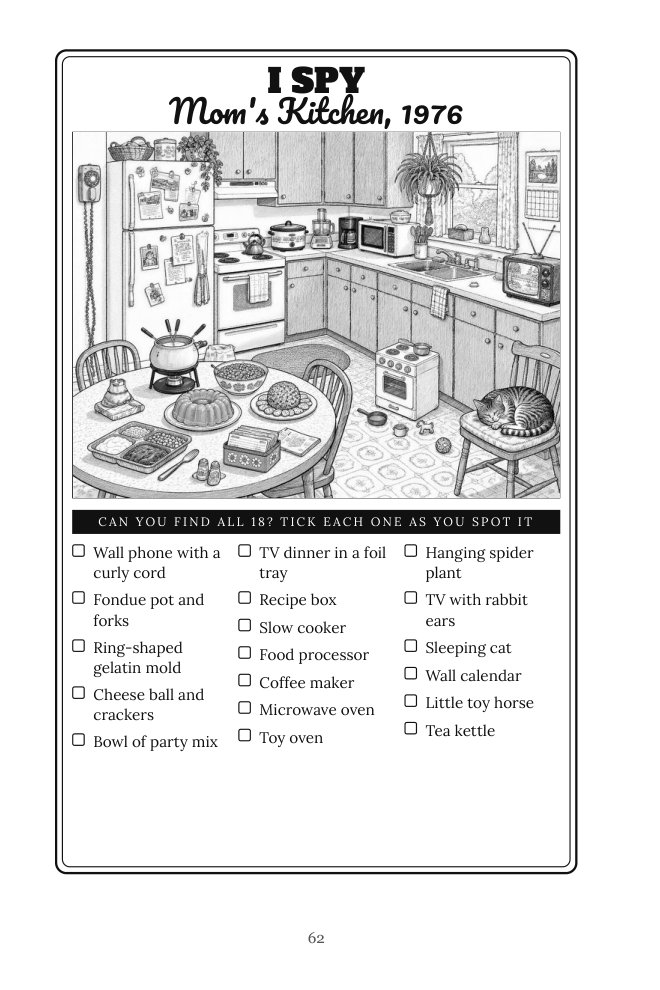 I SPY
Mom's Kitchen, 1976
CAN YOU FIND ALL 18? TICK EACH ONE AS YOU SPOT IT
Wall phone with a
curly cord
Fondue pot and
forks
Ring-shaped
gelatin mold
Cheese ball and
crackers
Bowl of party mix
TV dinner in a foil
tray
Recipe box
Slow cooker
Food processor
Coffee maker
Microwave oven
Toy oven
Hanging spider
plant
TV with rabbit
ears
Sleeping cat
Wall calendar
Little toy horse
Tea kettle
62